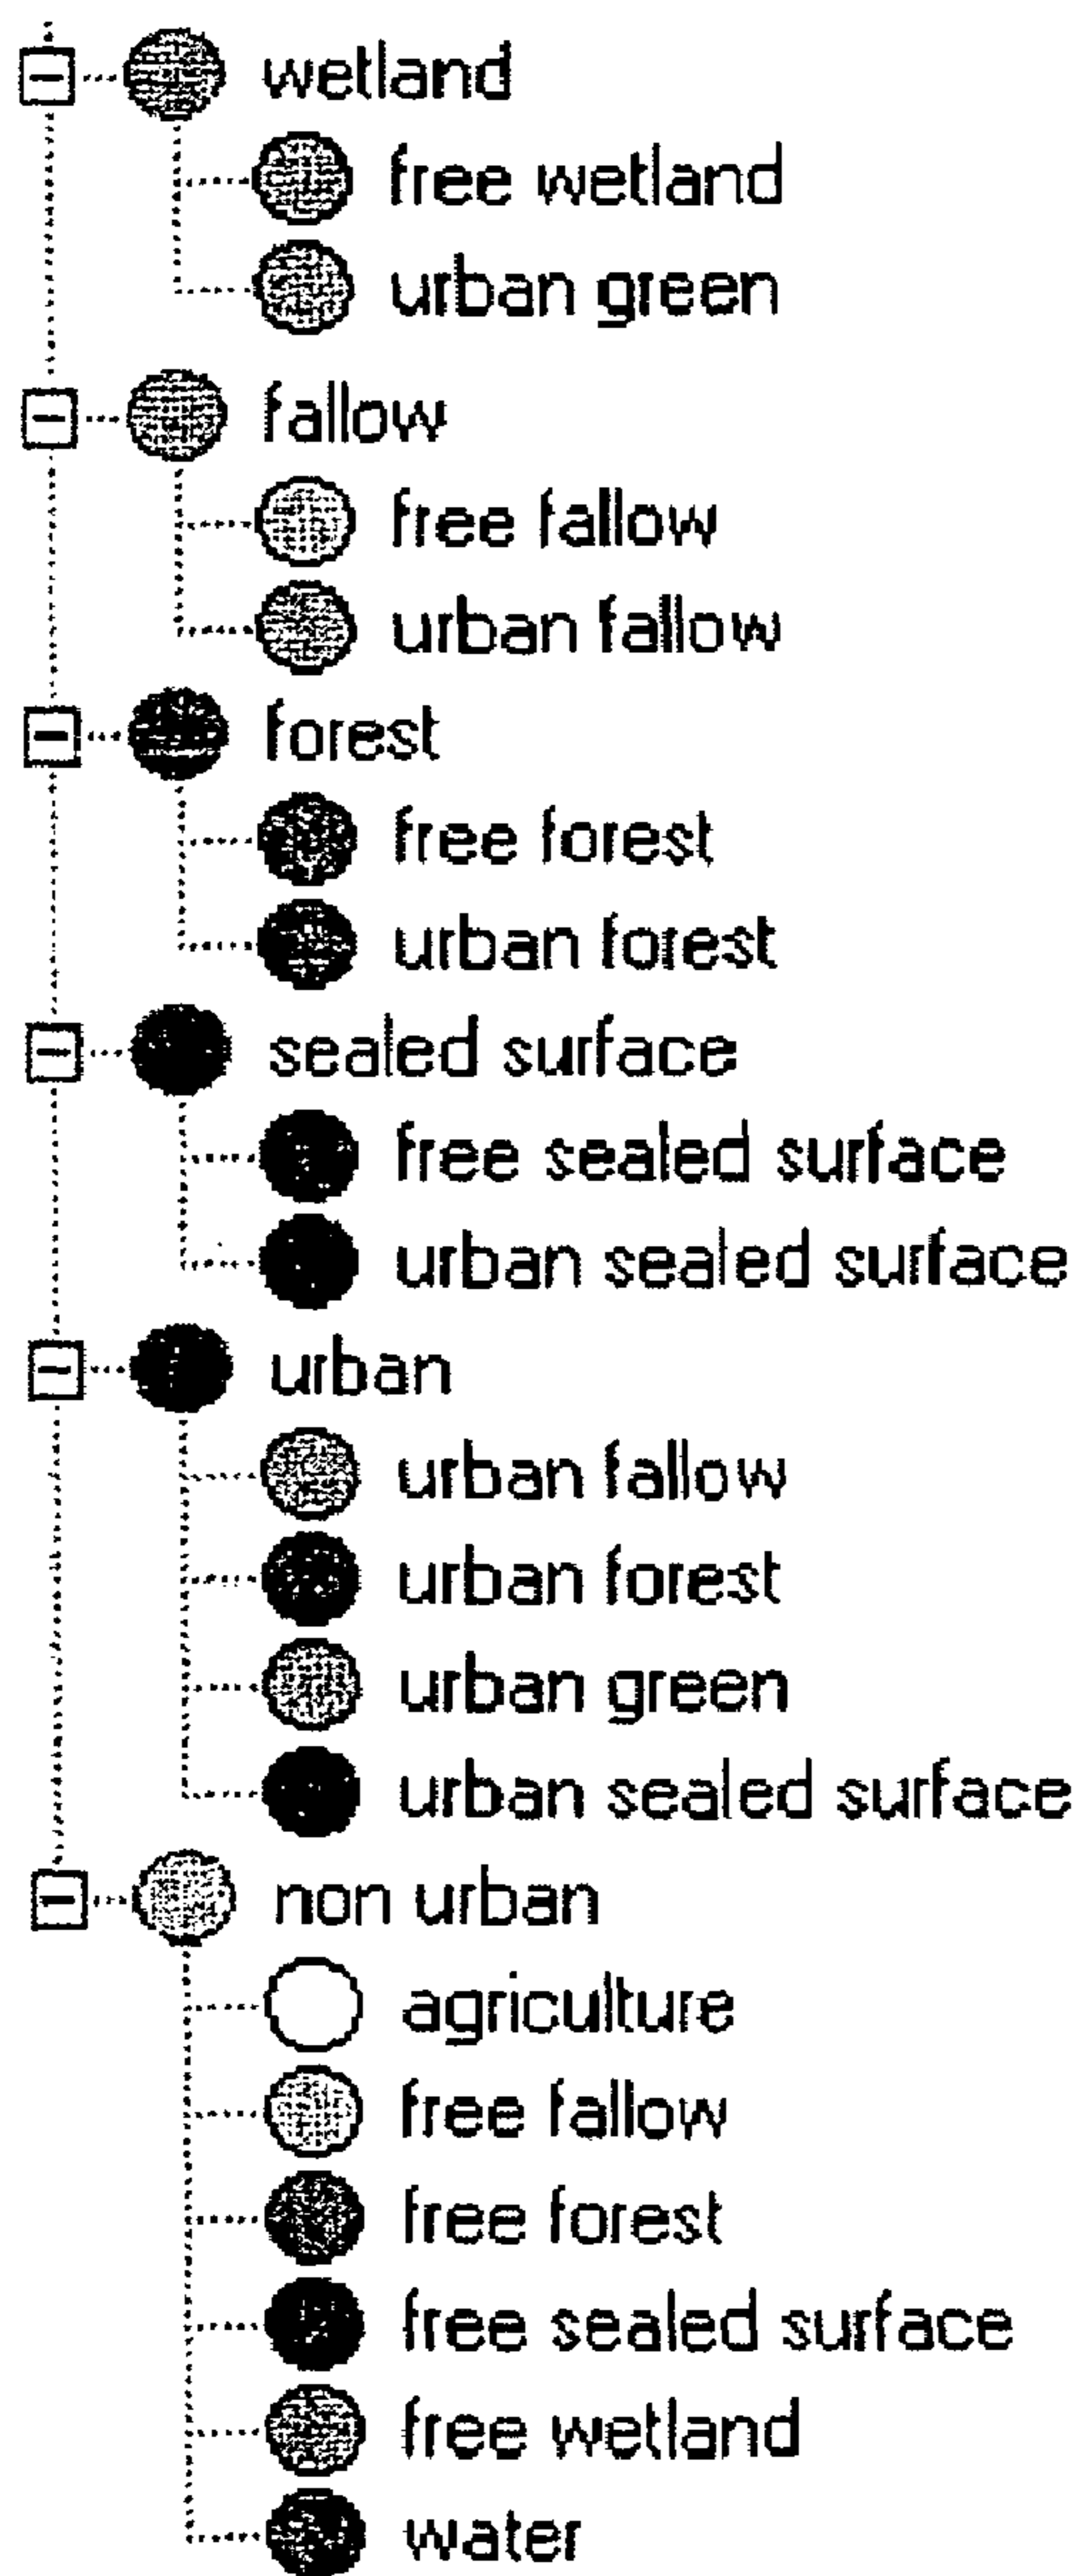 wetland
free wetland
urban green
fallow
free fallow
urban fallow
forest
free forest
urban forest
sealed surface
free sealed surface
urban sealed surface
urban
urban fallow
urban forest
urban green
urban sealed surface
non urban
agriculture
free fallow
free forest
free sealed surface
free wetland
water